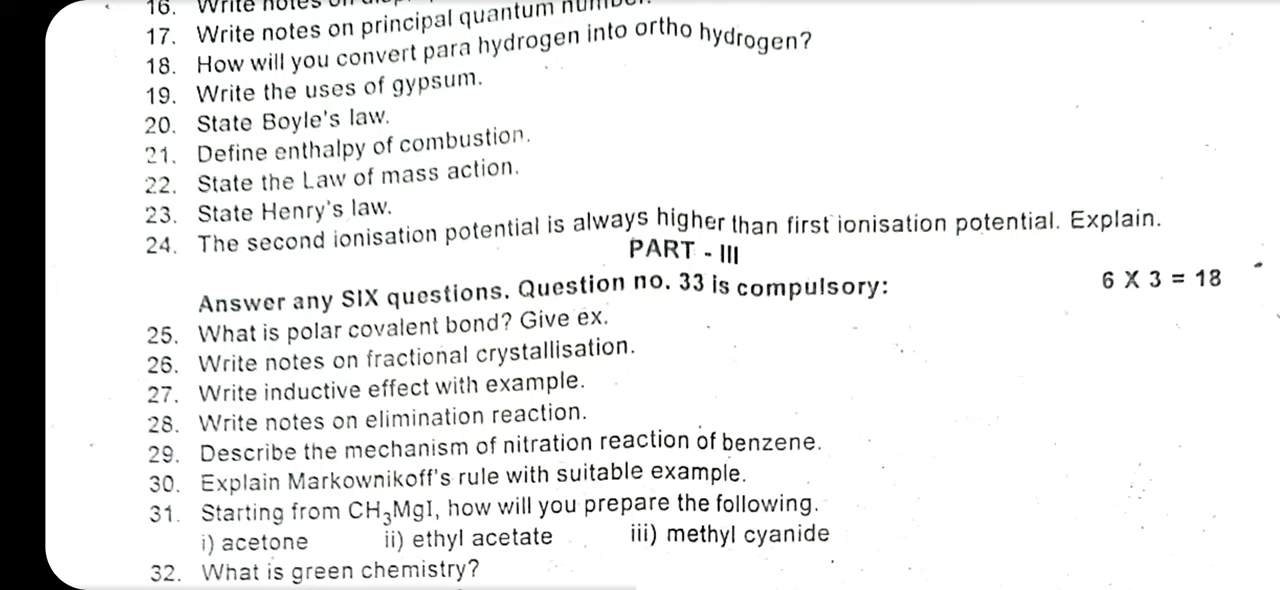 16. Write notes on
17. Write notes on principal quantum number.
18. How will you convert para hydrogen into ortho hydrogen?
19. Write the uses of gypsum.
20. State Boyle's law.
21. Define enthalpy of combustion.
22. State the Law of mass action.
23. State Henry's law.
24. The second ionisation potential is always higher than first ionisation potential. Explain.
PART - III
Answer any SIX questions. Question no. 33 is compulsory: 6 X 3 = 18
25. What is polar covalent bond? Give ex.
26. Write notes on fractional crystallisation.
27. Write inductive effect with example.
28. Write notes on elimination reaction.
29. Describe the mechanism of nitration reaction of benzene.
30. Explain Markownikoff's rule with suitable example.
31. Starting from CH₃MgI, how will you prepare the following.
i) acetone ii) ethyl acetate iii) methyl cyanide
32. What is green chemistry?